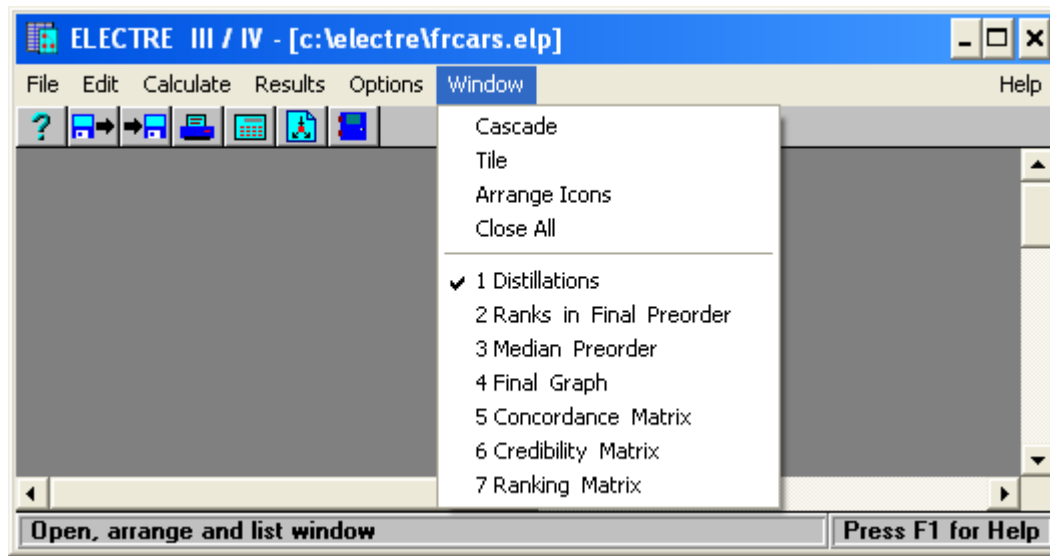 ELECTRE III / IV - [c:\electre\frcars.elp]
File Edit Calculate Results Options Window Help
?
Cascade
Tile
Arrange Icons
Close All
1 Distillations
2 Ranks in Final Preorder
3 Median Preorder
4 Final Graph
5 Concordance Matrix
6 Credibility Matrix
7 Ranking Matrix
Open, arrange and list window Press F1 for Help